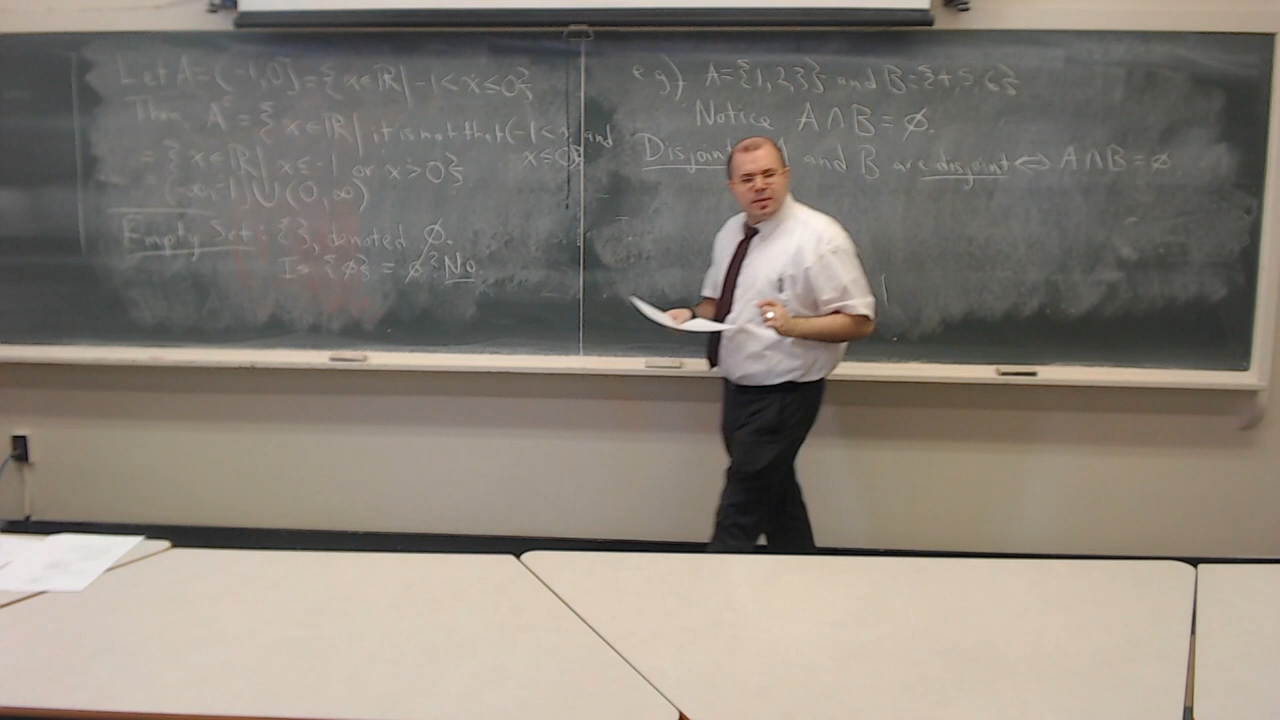 Let A = (-1,0] = {x∈ℝ | -1<x≤0}
Then Aᶜ = {x∈ℝ | it is not that (-1<x and
x≤0)}
= {x∈ℝ | x≤-1 or x>0}
(-∞,-1]∪(0,∞)
Empty Set: {}, denoted ∅.
Is {∅} = ∅? No.
e.g.) A={1,2,3} and B={4,5,6}
Notice A∩B=∅.
Disjoint and B are disjoint ⇔ A∩B=∅